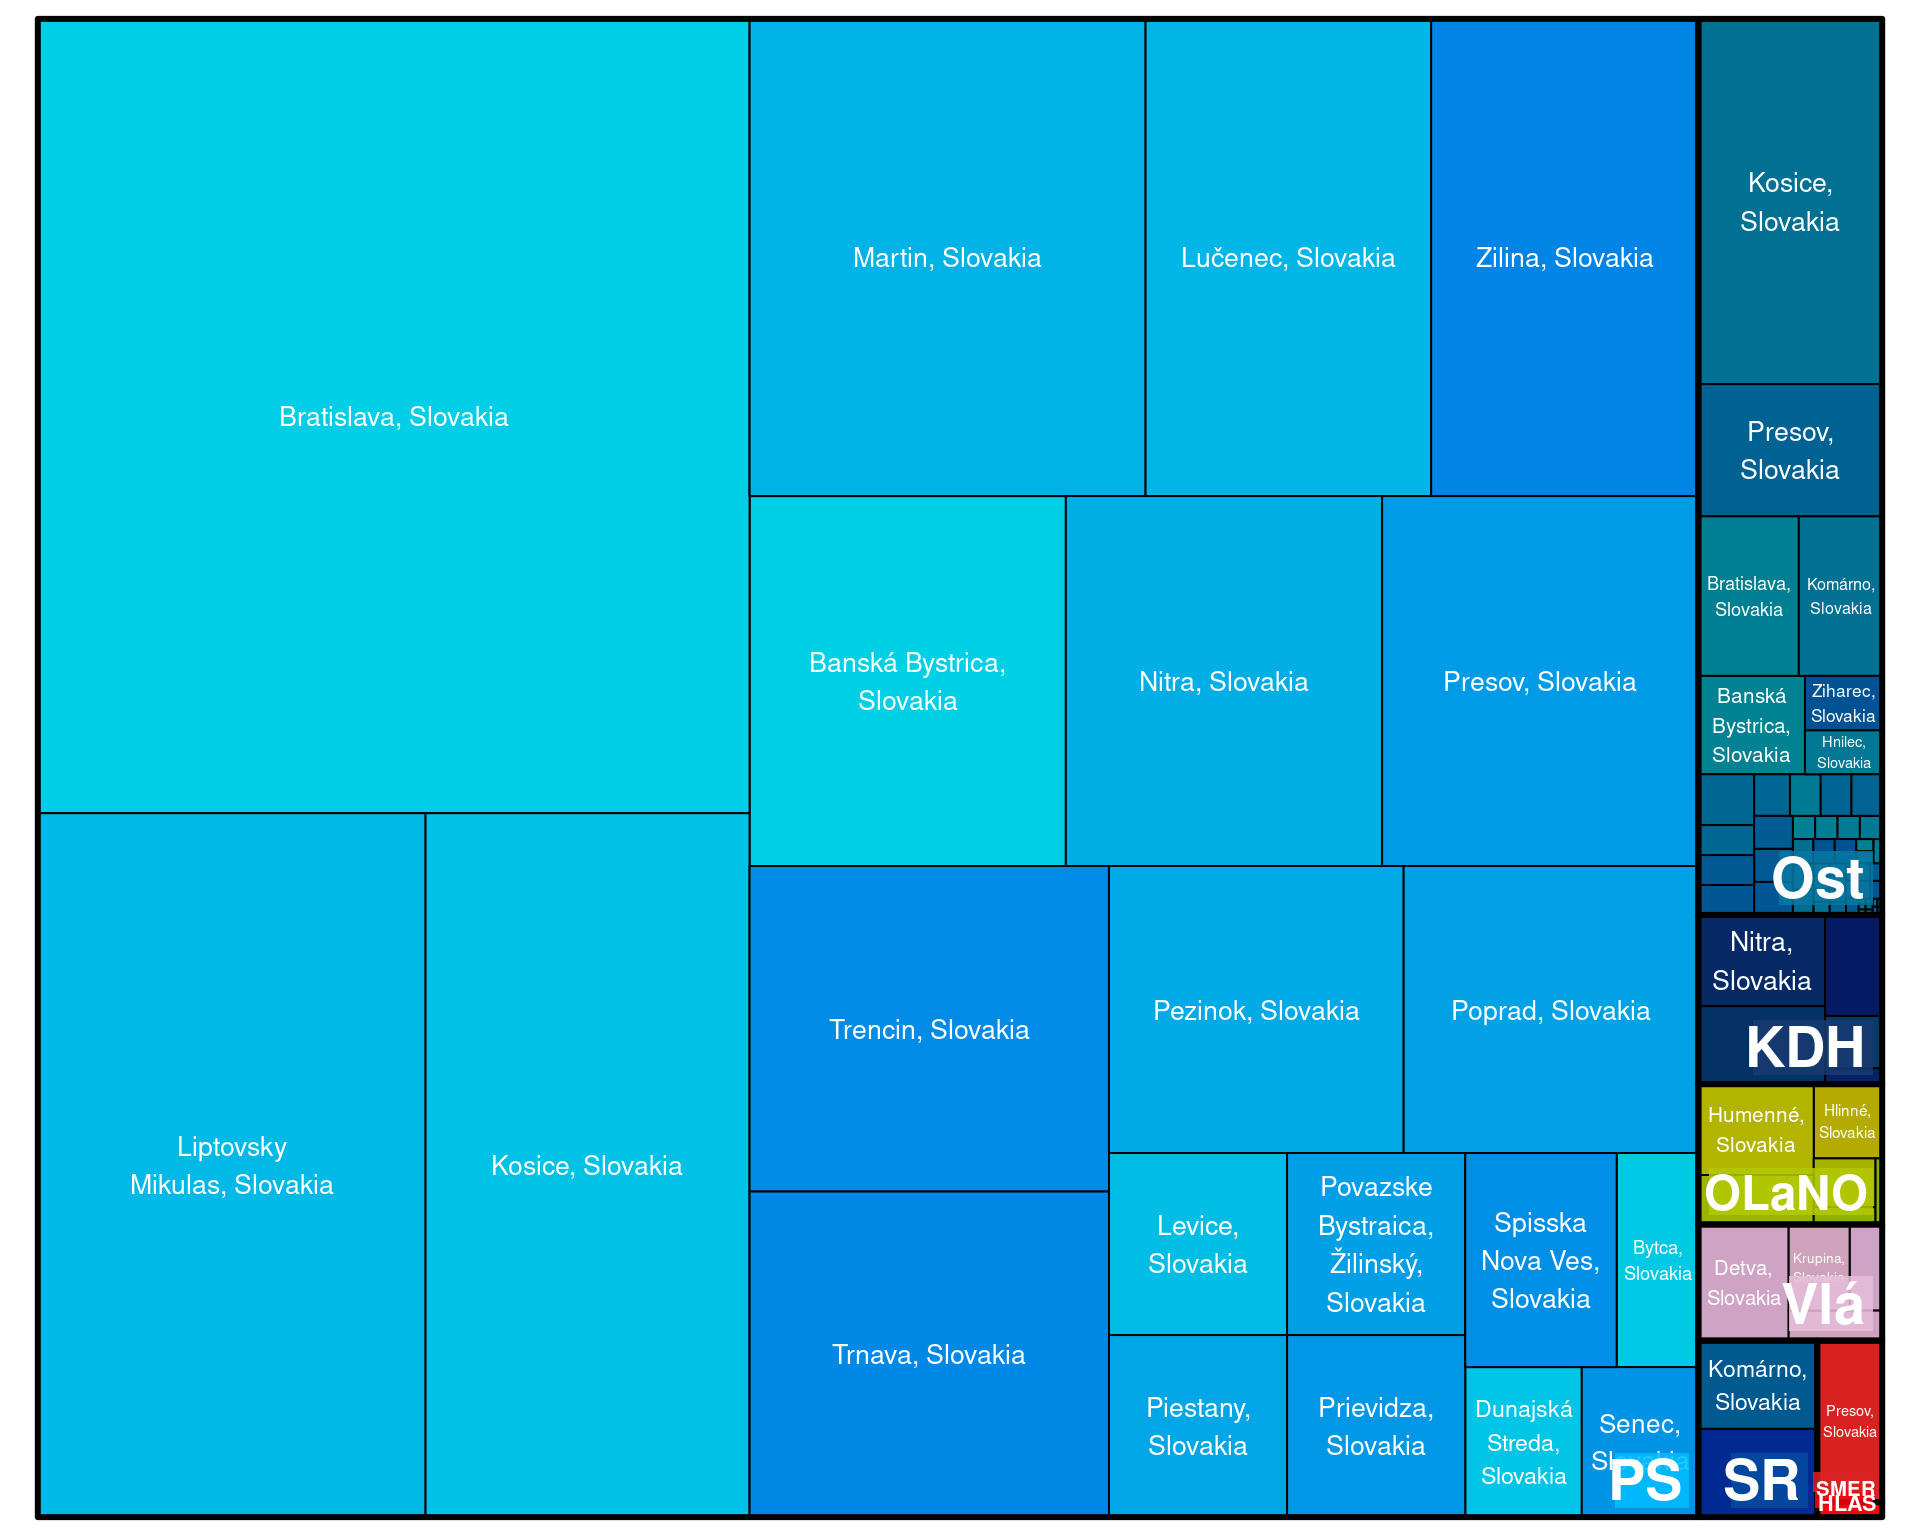 Bratislava, Slovakia
Martin, Slovakia
Lučenec, Slovakia
Zilina, Slovakia
Kosice,
Slovakia
Presov,
Slovakia
Bratislava,
Slovakia
Komárno,
Slovakia
Banská
Bystrica,
Slovakia
Ziharec,
Slovakia
Hnilec,
Slovakia
Ost
Banská Bystrica,
Slovakia
Nitra, Slovakia
Presov, Slovakia
Liptovsky
Mikulas, Slovakia
Kosice, Slovakia
Trencin, Slovakia
Pezinok, Slovakia
Poprad, Slovakia
Trnava, Slovakia
Levice,
Slovakia
Povazske
Bystraica,
Žilinský,
Slovakia
Spisska
Nova Ves,
Slovakia
Bytca,
Slovakia
Piestany,
Slovakia
Prievidza,
Slovakia
Dunajská
Streda,
Slovakia
Senec,
Slovakia
PS
Nitra,
Slovakia
KDH
Humenné,
Slovakia
Hlinné,
Slovakia
OLaNO
Detva,
Slovakia
Krupina,
Slovakia
Vlá
Komárno,
Slovakia
SR
Presov,
Slovakia
SMER
HLAS